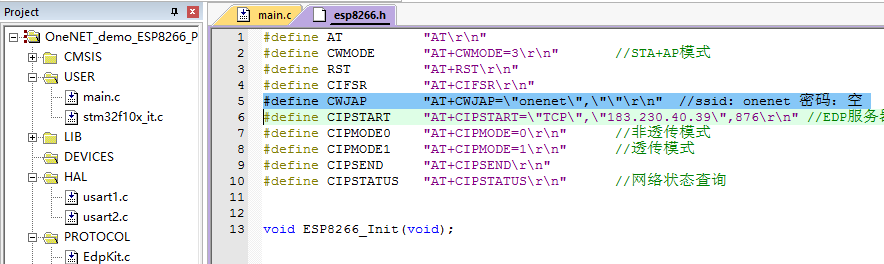 Project
OneNET_demo_ESP8266_P
CMSIS
USER
main.c
stm32f10x_it.c
LIB
DEVICES
HAL
usart1.c
usart2.c
PROTOCOL
EdpKit.c
main.c
esp8266.h
1 #define AT "AT\r\n"
2 #define CWMODE "AT+CWMODE=3\r\n" //STA+AP模式
3 #define RST "AT+RST\r\n"
4 #define CIFSR "AT+CIFSR\r\n"
5 #define CWJAP "AT+CWJAP=\"onenet\",\"\"\r\n" //ssid: onenet 密码：空
6 #define CIPSTART "AT+CIPSTART=\"TCP\",\"183.230.40.39\",876\r\n" //EDP服务
7 #define CIPMODE0 "AT+CIPMODE=0\r\n" //非透传模式
8 #define CIPMODE1 "AT+CIPMODE=1\r\n" //透传模式
9 #define CIPSEND "AT+CIPSEND\r\n"
10 #define CIPSTATUS "AT+CIPSTATUS\r\n" //网络状态查询
11
12
13 void ESP8266_Init(void);